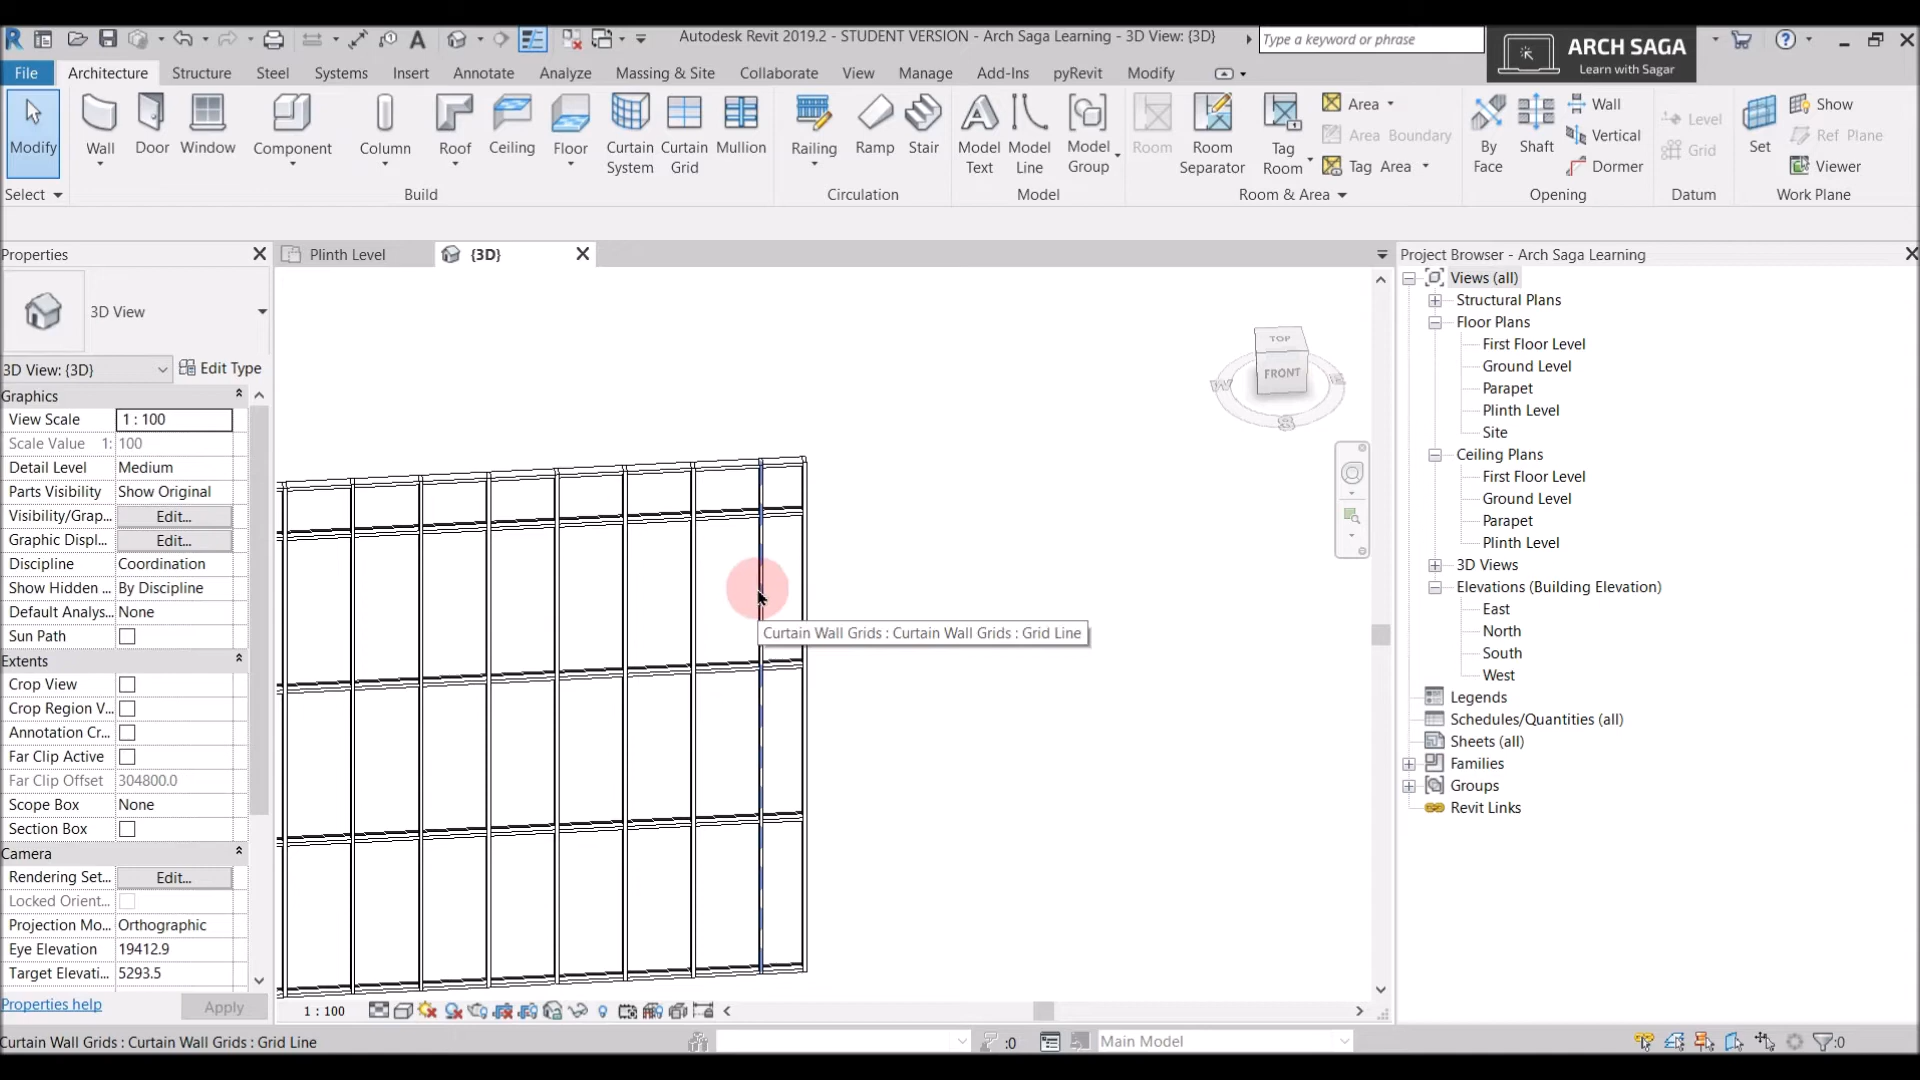 Autodesk Revit 2019.2 - STUDENT VERSION - Arch Saga Learning - 3D View: {3D}
Type a keyword or phrase
ARCH SAGA
Learn with Sagar
File Architecture Structure Steel Systems Insert Annotate Analyze Massing & Site Collaborate View Manage Add-Ins pyRevit Modify
Modify
Wall
Door
Window
Component
Column
Roof
Ceiling
Floor
Curtain System
Curtain Grid
Mullion
Railing
Ramp
Stair
Model Text
Model Line
Model Group
Room
Room Separator
Tag Room
Area
Area Boundary
Tag Area
By Face
Shaft
Wall
Vertical
Dormer
Level
Grid
Set
Show
Ref Plane
Viewer
Select
Build
Circulation
Model
Room & Area
Opening
Datum
Work Plane
Properties
3D View
3D View: {3D}
Edit Type
Graphics
View Scale 1 : 100
Scale Value 1: 100
Detail Level Medium
Parts Visibility Show Original
Visibility/Grap... Edit...
Graphic Displ... Edit...
Discipline Coordination
Show Hidden ... By Discipline
Default Analys... None
Sun Path
Extents
Crop View
Crop Region V...
Annotation Cr...
Far Clip Active
Far Clip Offset 304800.0
Scope Box None
Section Box
Camera
Rendering Set... Edit...
Locked Orient...
Projection Mo... Orthographic
Eye Elevation 19412.9
Target Elevati... 5293.5
Properties help
Apply
Plinth Level
{3D}
TOP
FRONT
W
E
S
Curtain Wall Grids : Curtain Wall Grids : Grid Line
1 : 100
Project Browser - Arch Saga Learning
Views (all)
Structural Plans
Floor Plans
First Floor Level
Ground Level
Parapet
Plinth Level
Site
Ceiling Plans
First Floor Level
Ground Level
Parapet
Plinth Level
3D Views
Elevations (Building Elevation)
East
North
South
West
Legends
Schedules/Quantities (all)
Sheets (all)
Families
Groups
Revit Links
Curtain Wall Grids : Curtain Wall Grids : Grid Line
:0
Main Model
:0